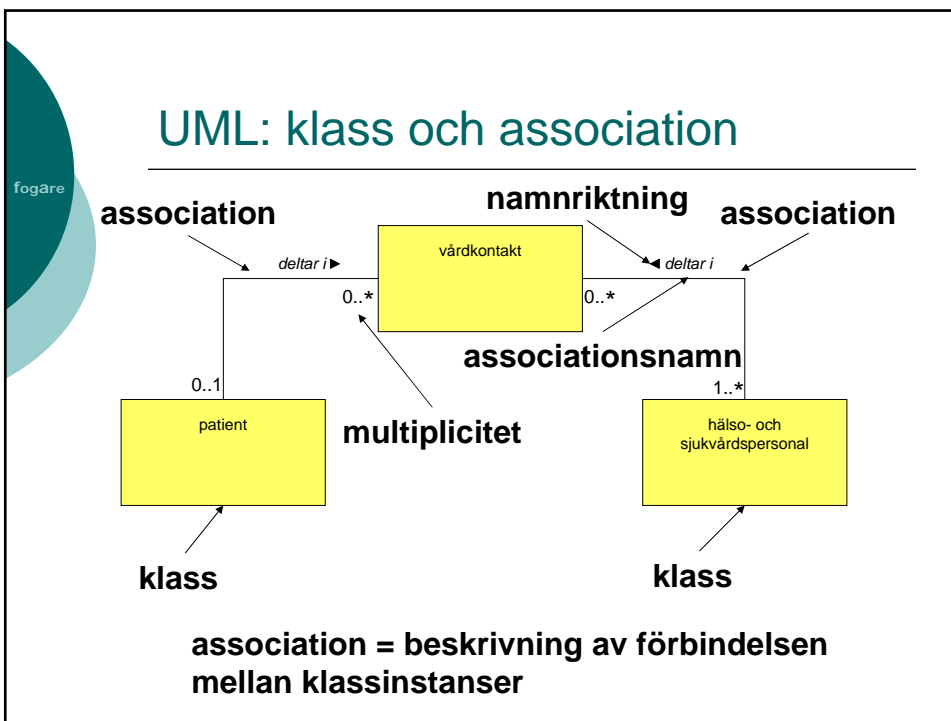 UML: klass och association
fogare
namnriktning
association
association
vårdkontakt
deltar i ►
◄ deltar i
0..*
0..*
associationsnamn
0..1
1..*
patient
multiplicitet
hälso- och
sjukvårdspersonal
klass
klass
association = beskrivning av förbindelsen
mellan klassinstanser